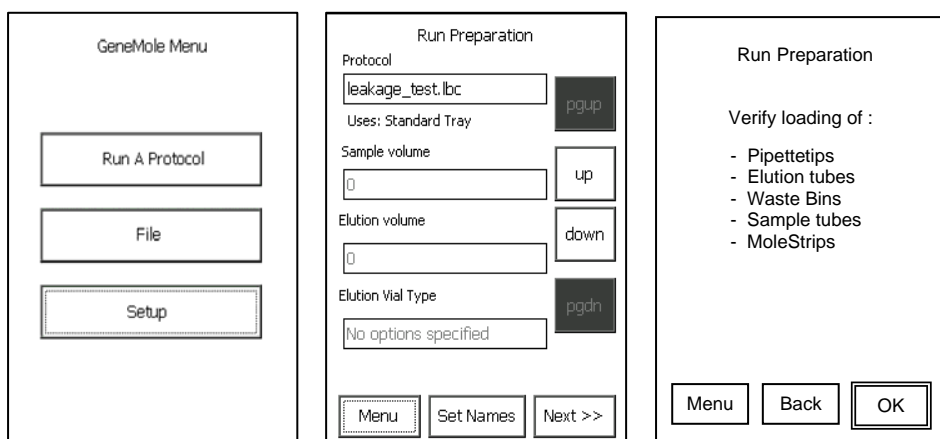 GeneMole Menu
Run A Protocol
File
Setup
Run Preparation
Protocol
leakage_test.lbc
pgup
Uses: Standard Tray
Sample volume
0
up
Elution volume
0
down
Elution Vial Type
No options specified
pgdn
Menu
Set Names
Next >>
Run Preparation
Verify loading of :
- Pipettetips
- Elution tubes
- Waste Bins
- Sample tubes
- MoleStrips
Menu
Back
OK